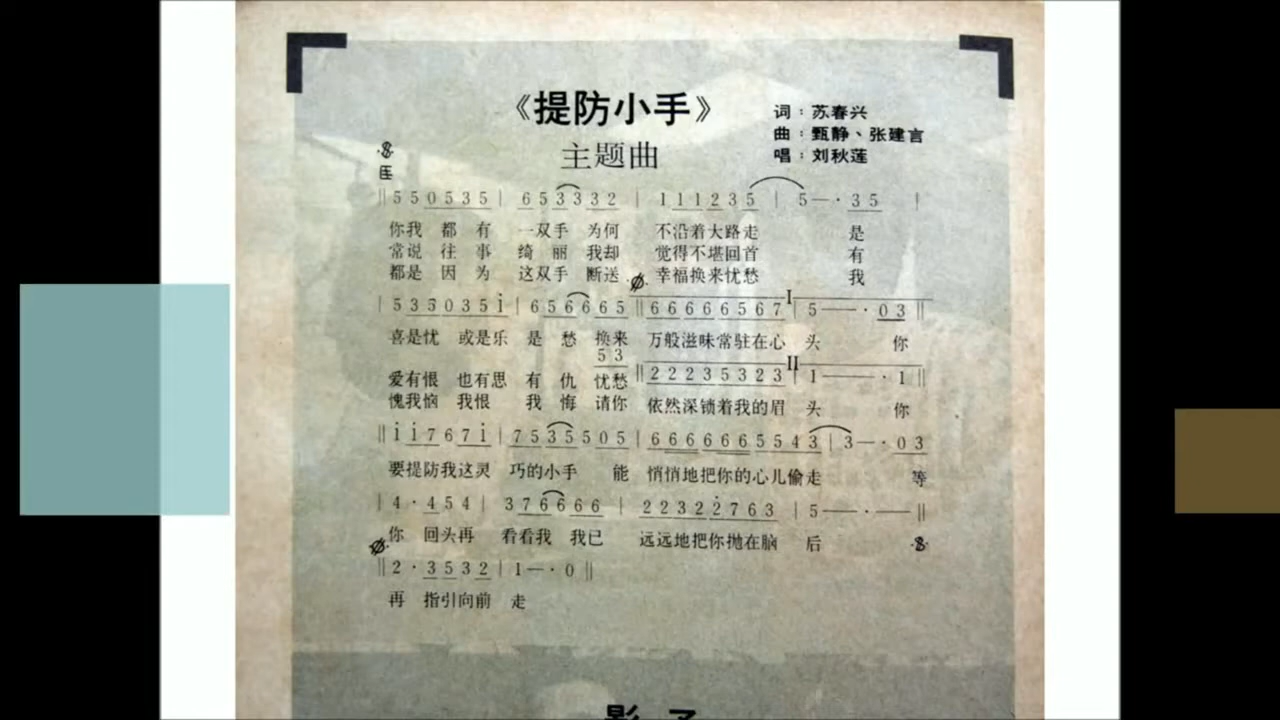 《提防小手》
主题曲
词：苏春兴
曲：甄静、张建言
唱：刘秋莲
‖5 5 0 5 3 5 | 6 5 3 3 3 2 | 1 1 1 2 3 5 | 5—· 3 5 |
你我 都 有 一双手 为何 不沿着大路走 是
常说 往 事 绮 丽 我却 觉得不堪回首 有
都是 因 为 这双手 断送 幸福换来忧愁 我
I
| 5 3 5 0 3 5 i | 6 5 6 6 6 5 ‖ 6 6 6 6 6 5 6 7 | 5——· 0 3 ‖
喜是忧 或是乐 是 愁 换来 万般滋味常驻在心 头 你
5 3
II
‖ 2 2 2 3 5 3 2 3 | 1——· 1 ‖
爱有恨 也有思 有 仇 忧愁
愧我恼 我恨 我 悔 请你 依然深锁着我的眉 头 你
‖ i i 7 6 7 i | 7 5 3 5 5 0 5 | 6 6 6 6 6 6 5 5 4 3 | 3—· 0 3
要提防我这灵 巧的小手 能 悄悄地把你的心儿偷走 等
| 4 · 4 5 4 | 3 7 6 6 6 6 | 2 2 3 2 2 7 6 3 | 5——·—‖
你 回头再 看看我 我已 远远地把你抛在脑 后
‖ 2 · 3 5 3 2 | 1—· 0 ‖
再 指引向前 走